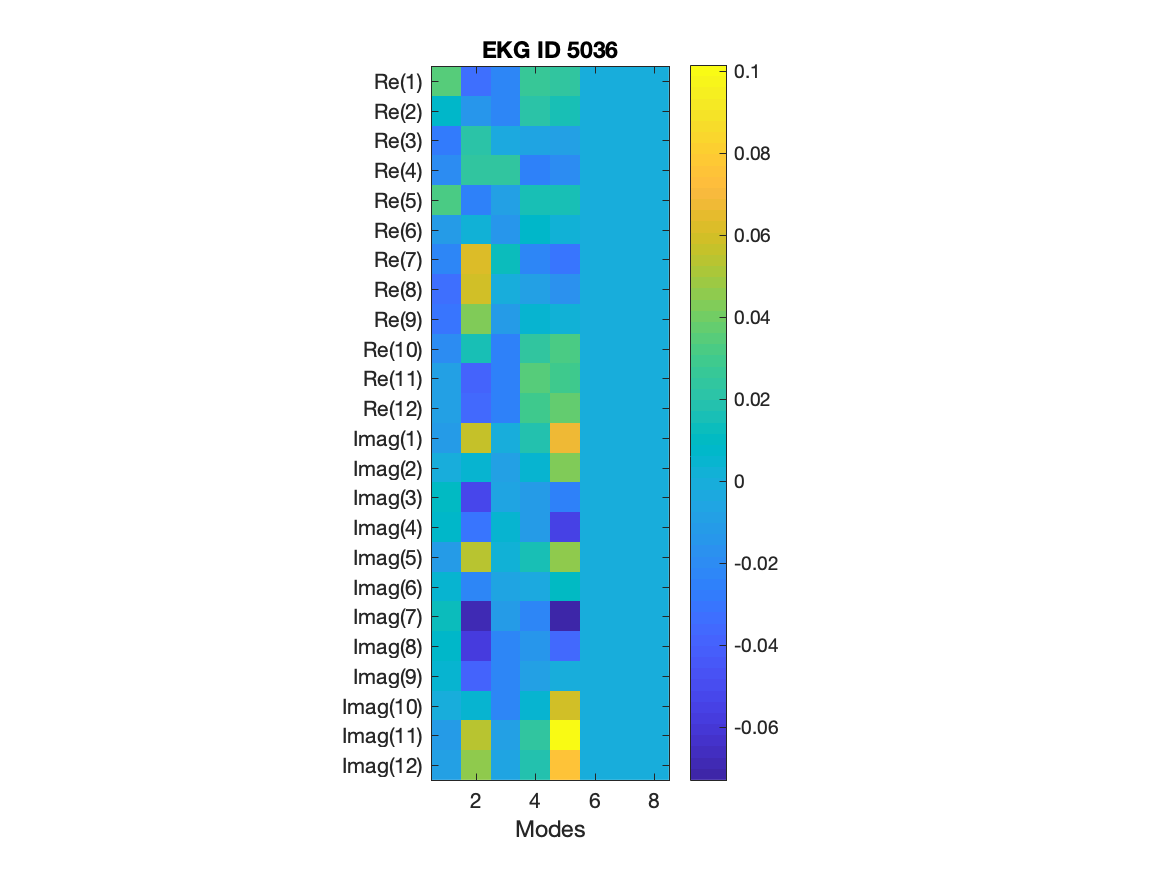 EKG ID 5036
Re(1)
Re(2)
Re(3)
Re(4)
Re(5)
Re(6)
Re(7)
Re(8)
Re(9)
Re(10)
Re(11)
Re(12)
Imag(1)
Imag(2)
Imag(3)
Imag(4)
Imag(5)
Imag(6)
Imag(7)
Imag(8)
Imag(9)
Imag(10)
Imag(11)
Imag(12)
2 4 6 8
Modes
0.1
0.08
0.06
0.04
0.02
0
-0.02
-0.04
-0.06